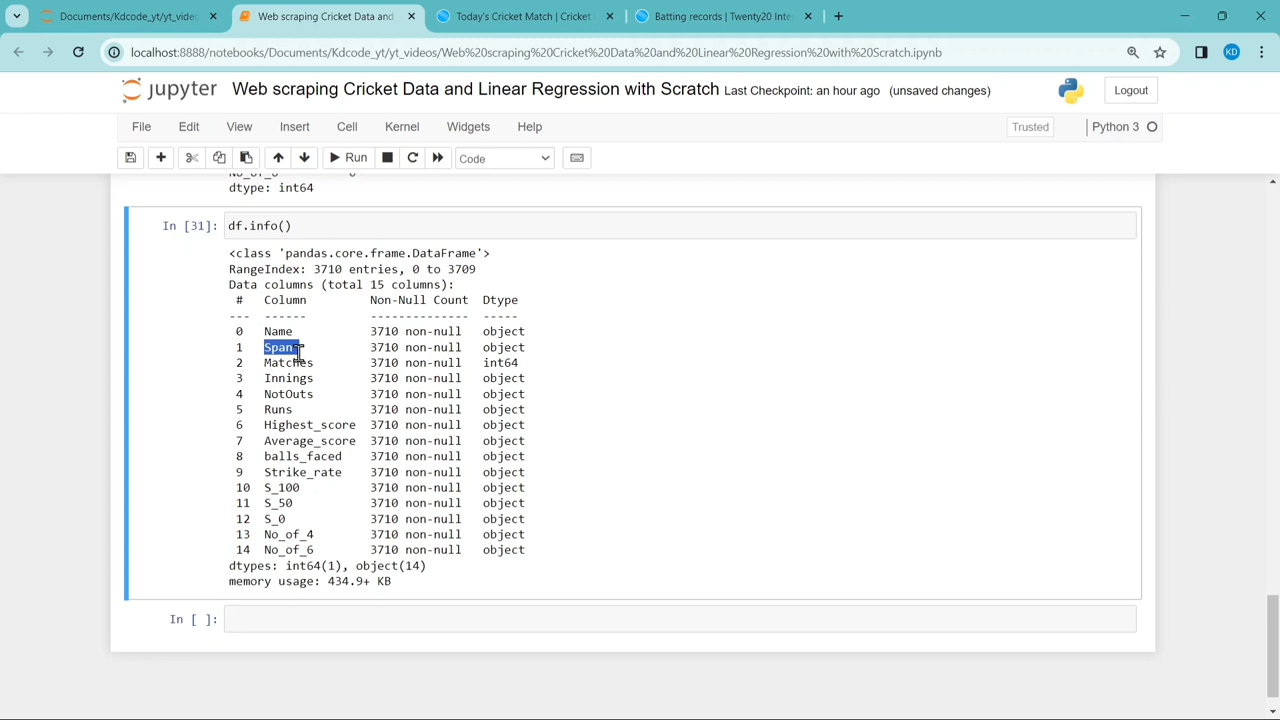 Documents/Kdcode_yt/yt_video
Web scraping Cricket Data and
Today's Cricket Match | Cricket
Batting records | Twenty20 Inte
localhost:8888/notebooks/Documents/Kdcode_yt/yt_videos/Web%20scraping%20Cricket%20Data%20and%20Linear%20Regression%20with%20Scratch.ipynb
KD
jupyter Web scraping Cricket Data and Linear Regression with Scratch Last Checkpoint: an hour ago (unsaved changes)
Logout
File Edit View Insert Cell Kernel Widgets Help
Trusted
Python 3
Run
Code
No_of_6 0
dtype: int64
In [31]: df.info()
<class 'pandas.core.frame.DataFrame'>
RangeIndex: 3710 entries, 0 to 3709
Data columns (total 15 columns):
# Column Non-Null Count Dtype
--- ------ -------------- -----
0 Name 3710 non-null object
1 Span 3710 non-null object
2 Matches 3710 non-null int64
3 Innings 3710 non-null object
4 NotOuts 3710 non-null object
5 Runs 3710 non-null object
6 Highest_score 3710 non-null object
7 Average_score 3710 non-null object
8 balls_faced 3710 non-null object
9 Strike_rate 3710 non-null object
10 S_100 3710 non-null object
11 S_50 3710 non-null object
12 S_0 3710 non-null object
13 No_of_4 3710 non-null object
14 No_of_6 3710 non-null object
dtypes: int64(1), object(14)
memory usage: 434.9+ KB
In [ ]: